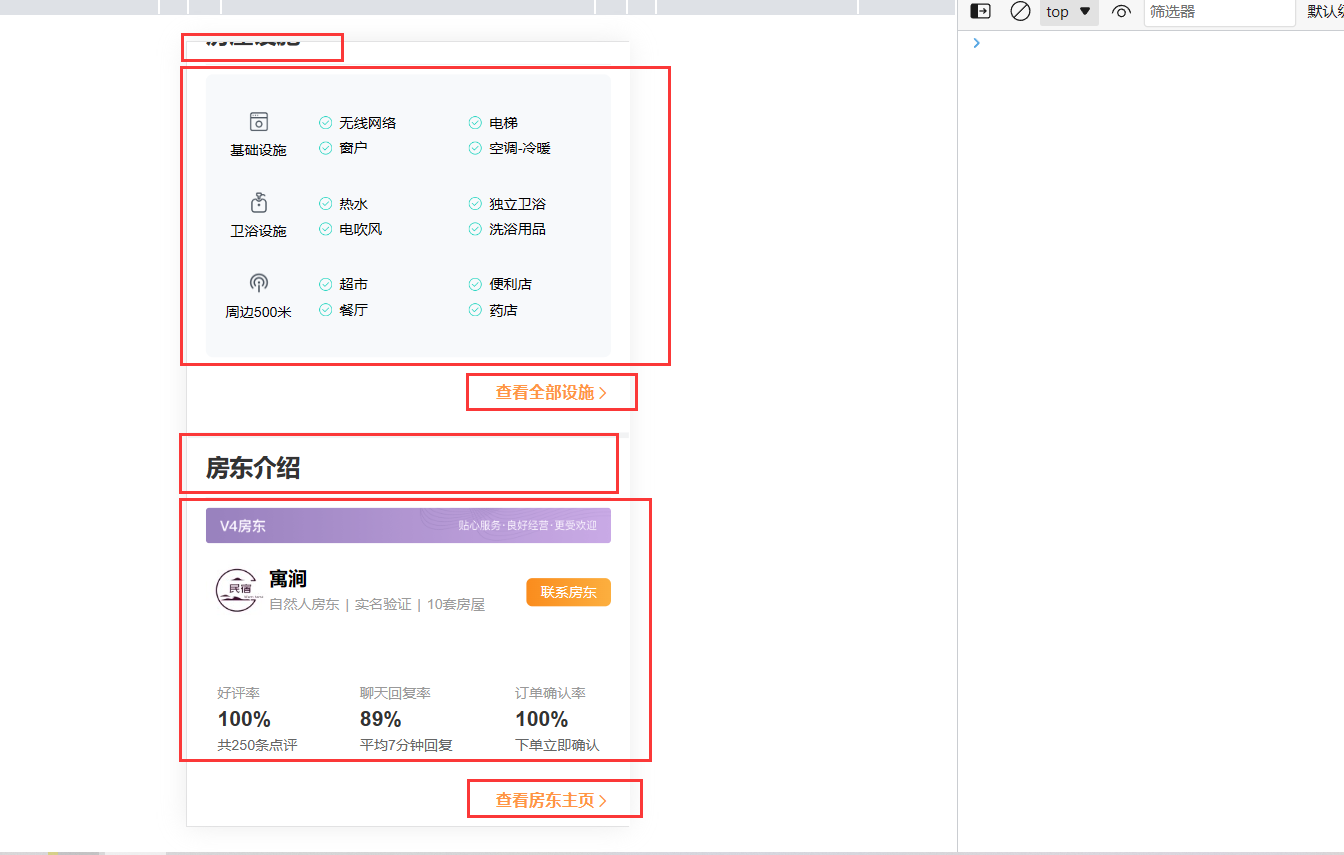 top
筛选器
房屋设施
无线网络 电梯
基础设施
窗户 空调-冷暖
热水 独立卫浴
卫浴设施
电吹风 洗浴用品
超市 便利店
周边500米
餐厅 药店
查看全部设施
房东介绍
V4房东 贴心服务·良好经营·更受欢迎
民宿
寓涧
自然人房东 | 实名验证 | 10套房屋
联系房东
好评率 聊天回复率 订单确认率
100% 89% 100%
共250条点评 平均7分钟回复 下单立即确认
查看房东主页